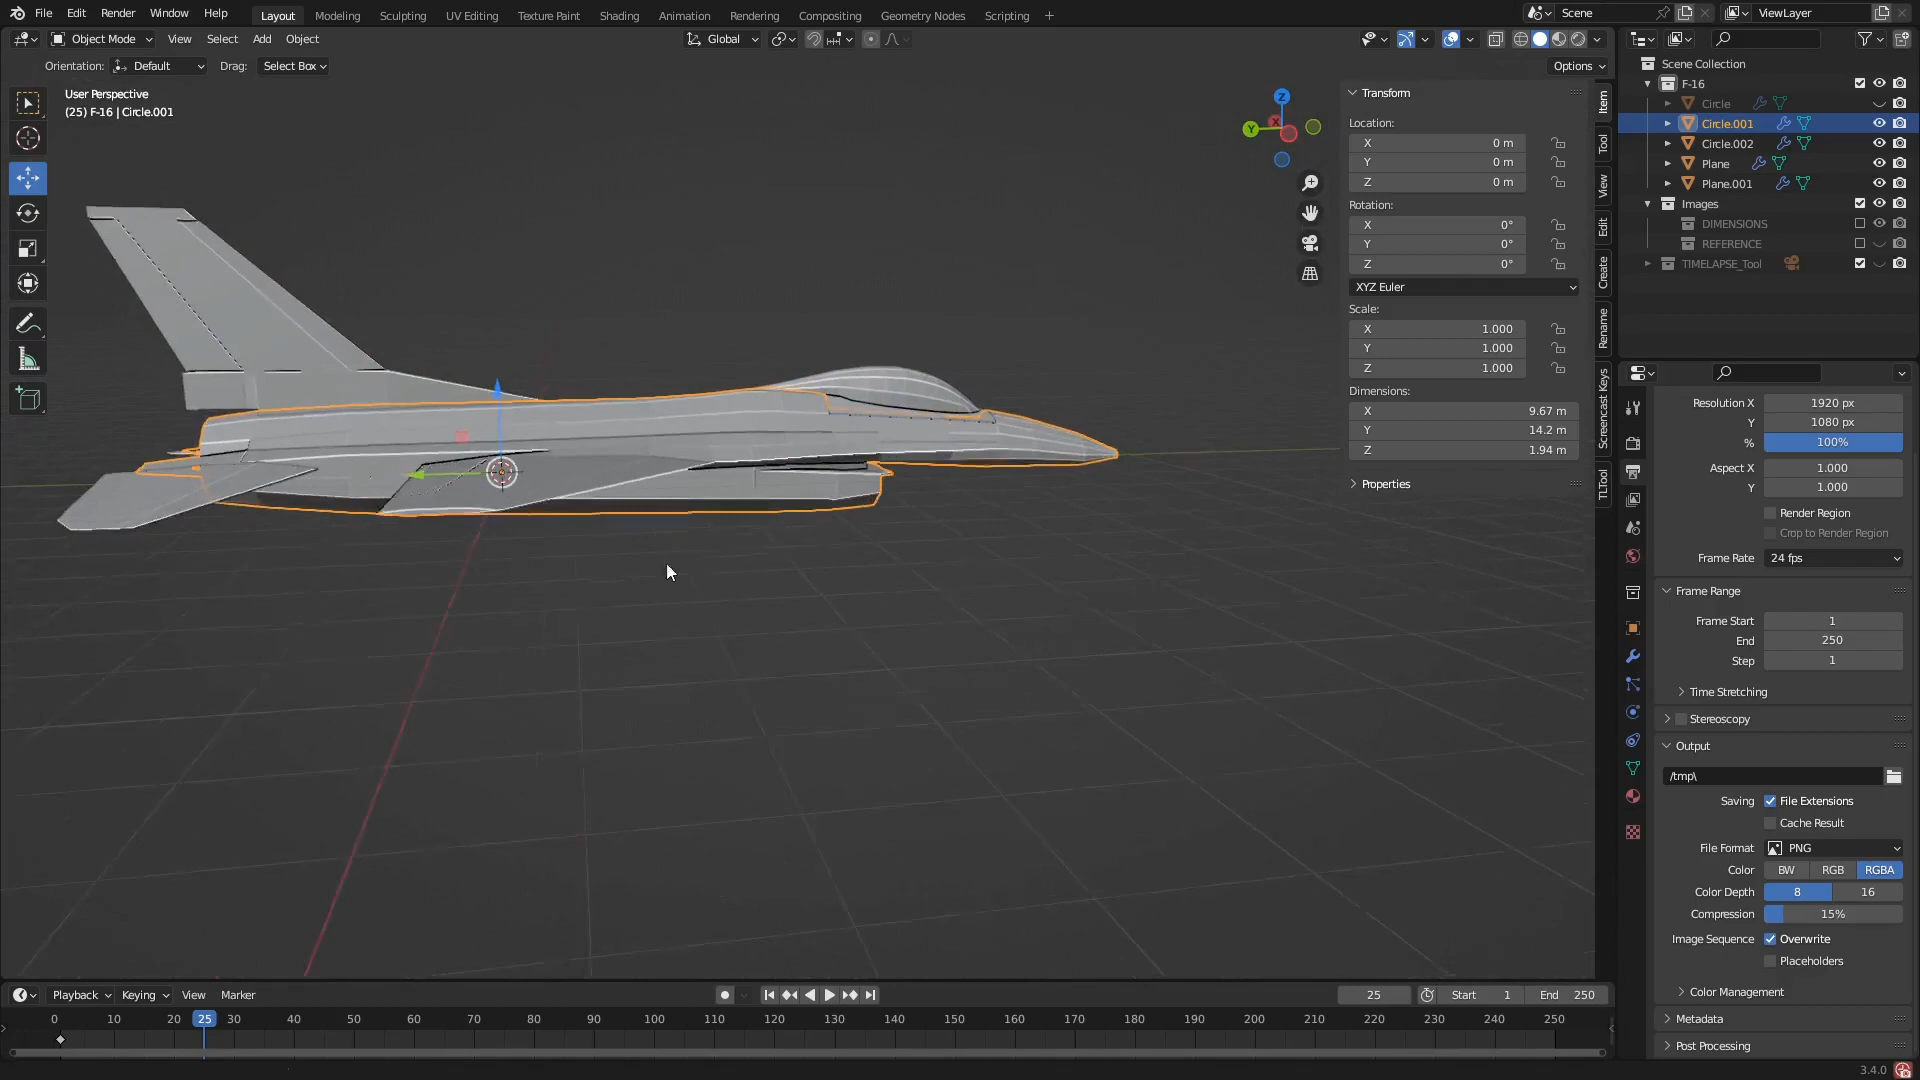 File Edit Render Window Help Layout Modeling Sculpting UV Editing Texture Paint Shading Animation Rendering Compositing Geometry Nodes Scripting + Scene ViewLayer
Object Mode View Select Add Object Global
Orientation: Default Drag: Select Box Options
User Perspective
(25) F-16 | Circle.001
Z
Y
X
Transform
Location:
X 0 m
Y 0 m
Z 0 m
Rotation:
X 0°
Y 0°
Z 0°
XYZ Euler
Scale:
X 1.000
Y 1.000
Z 1.000
Dimensions:
X 9.67 m
Y 14.2 m
Z 1.94 m
Properties
Item
Tool
View
Edit
Create
Rename
Screencast Keys
TLTool
Scene Collection
F-16
Circle
Circle.001
Circle.002
Plane
Plane.001
Images
DIMENSIONS
REFERENCE
TIMELAPSE_Tool
Resolution X 1920 px
Y 1080 px
% 100%
Aspect X 1.000
Y 1.000
Render Region
Crop to Render Region
Frame Rate 24 fps
Frame Range
Frame Start 1
End 250
Step 1
Time Stretching
Stereoscopy
Output
/tmp\
Saving File Extensions
Cache Result
File Format PNG
Color BW RGB RGBA
Color Depth 8 16
Compression 15%
Image Sequence Overwrite
Placeholders
Color Management
Metadata
Post Processing
Playback Keying View Marker 25 Start 1 End 250
0 10 20 25 30 40 50 60 70 80 90 100 110 120 130 140 150 160 170 180 190 200 210 220 230 240 250
3.4.0